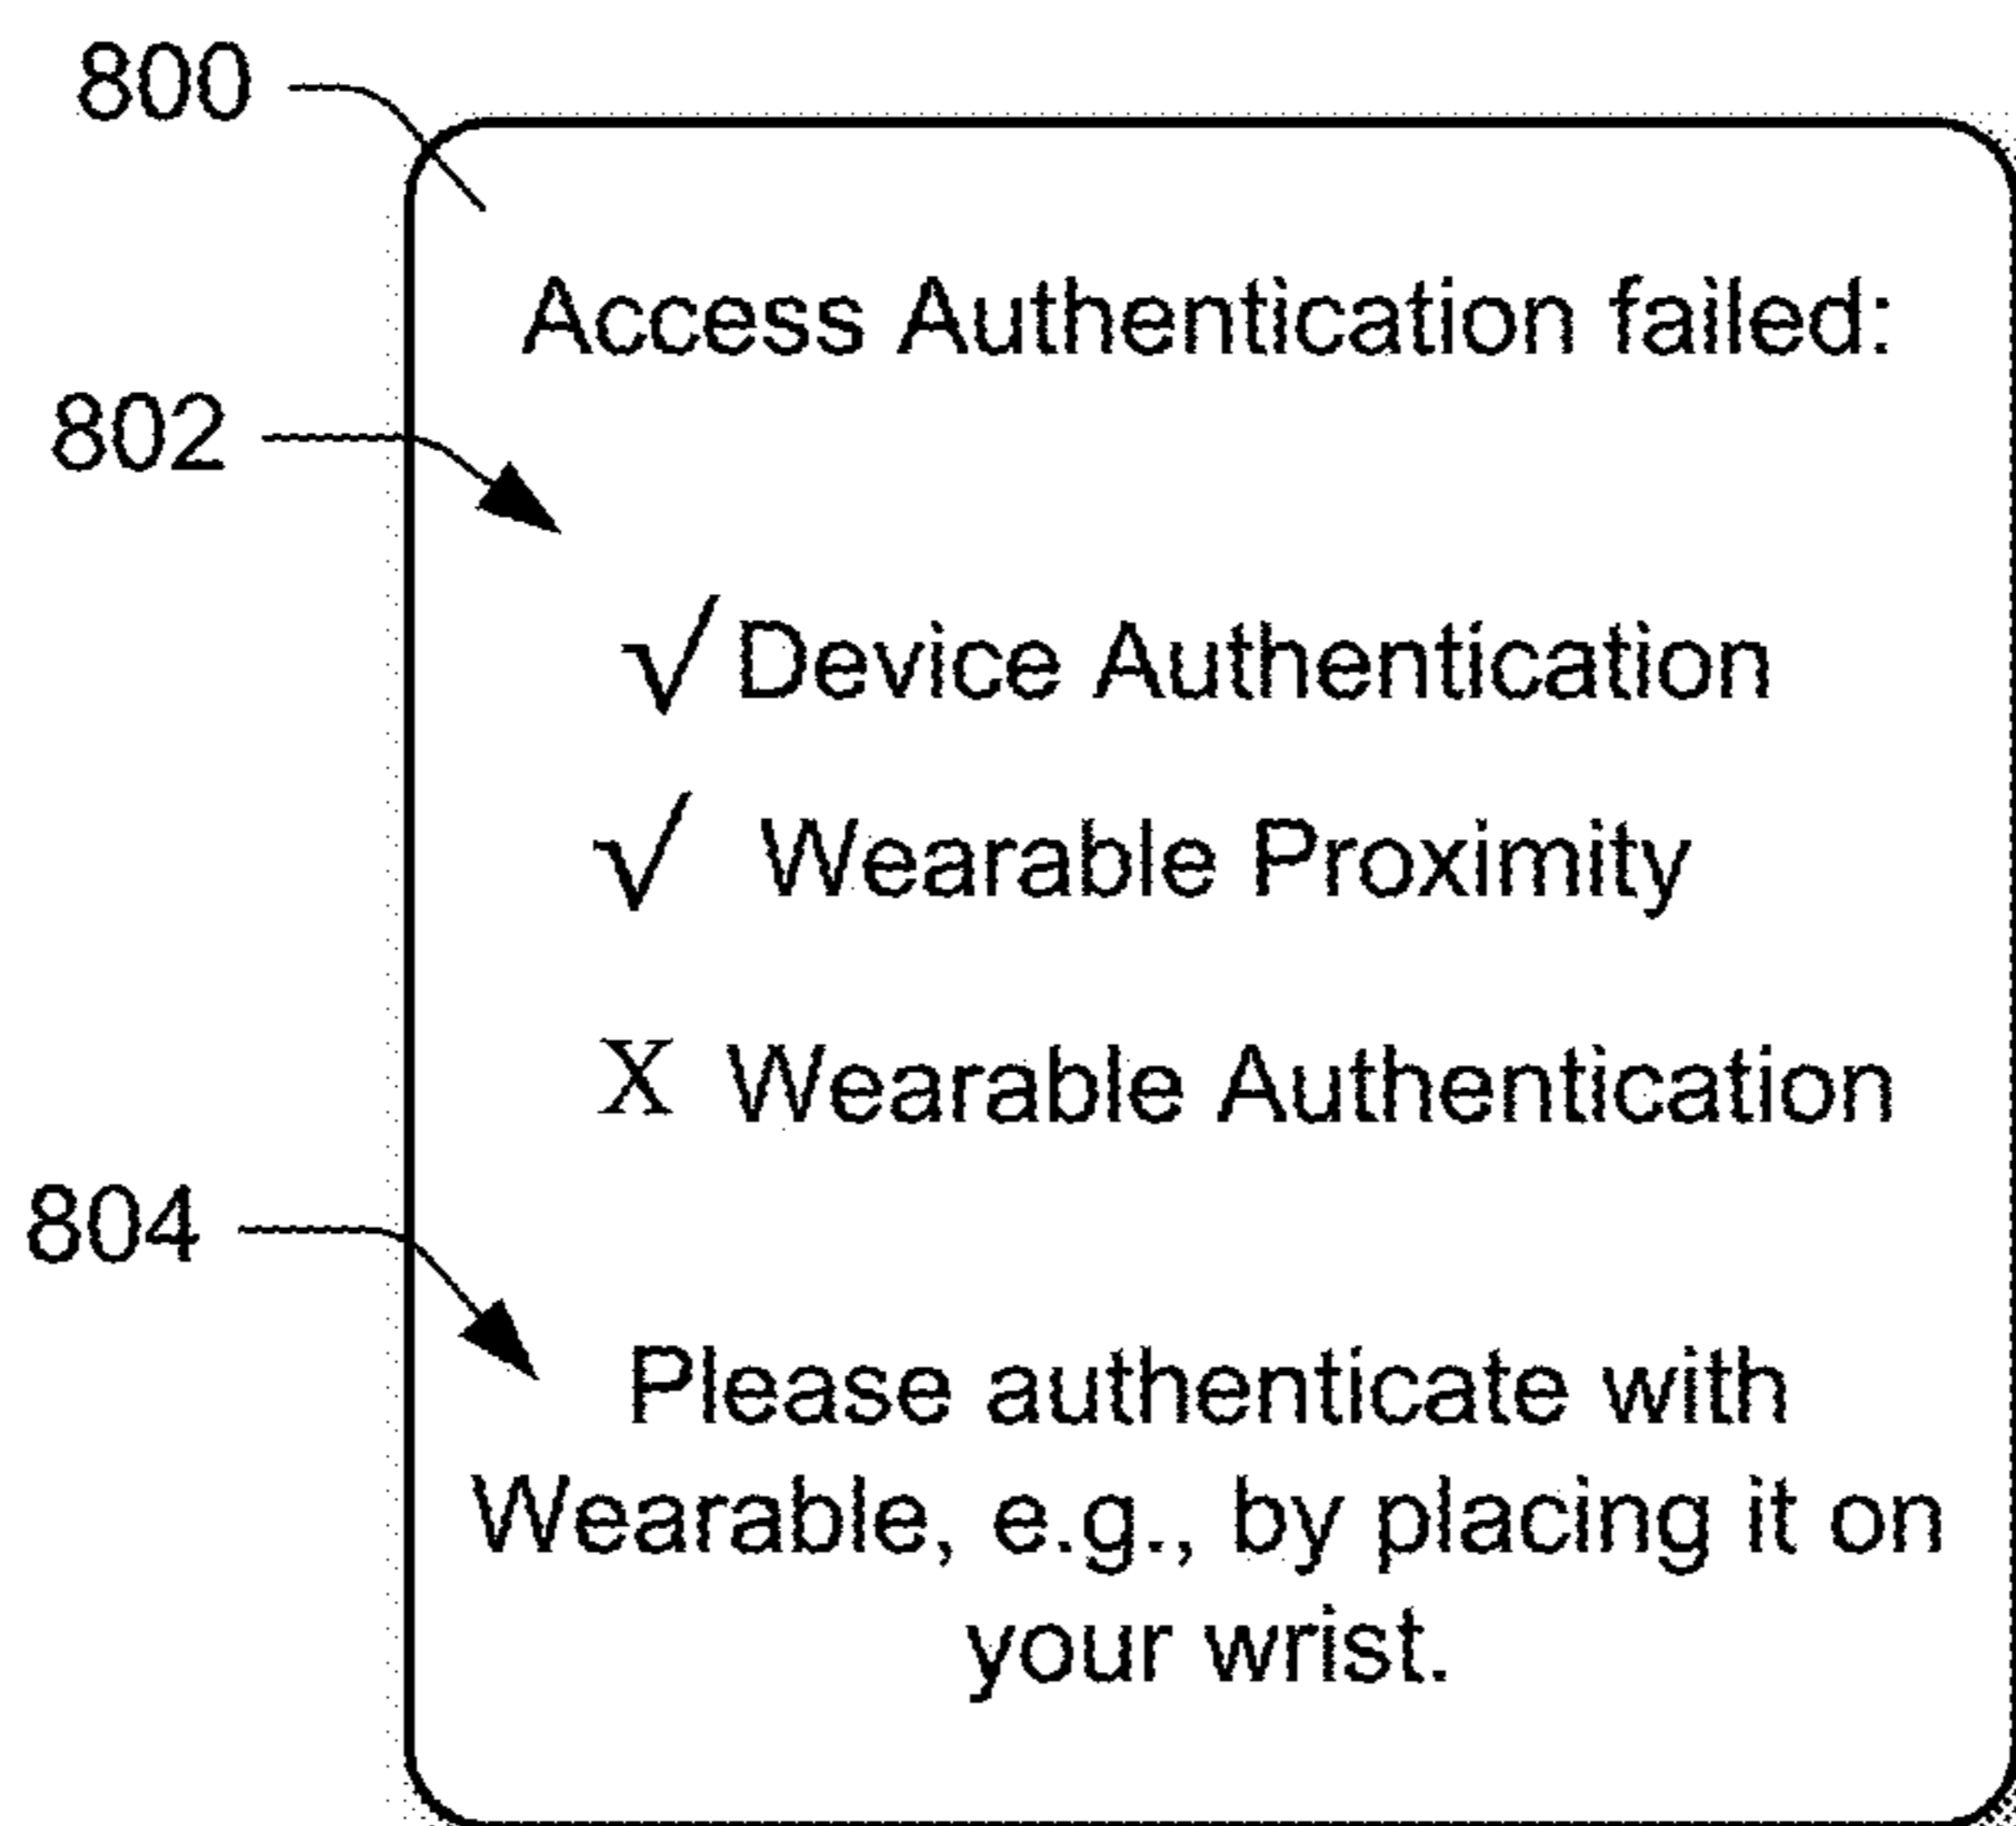 800
Access Authentication failed:
802
√ Device Authentication
√ Wearable Proximity
X Wearable Authentication
804
Please authenticate with
Wearable, e.g., by placing it on
your wrist.